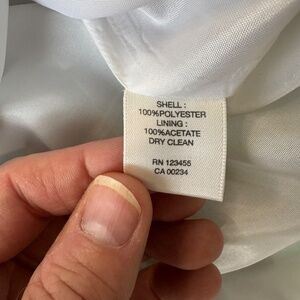 SHELL :
100%POLYESTER
LINING :
100%ACETATE
DRY CLEAN
RN 123455
CA 00234